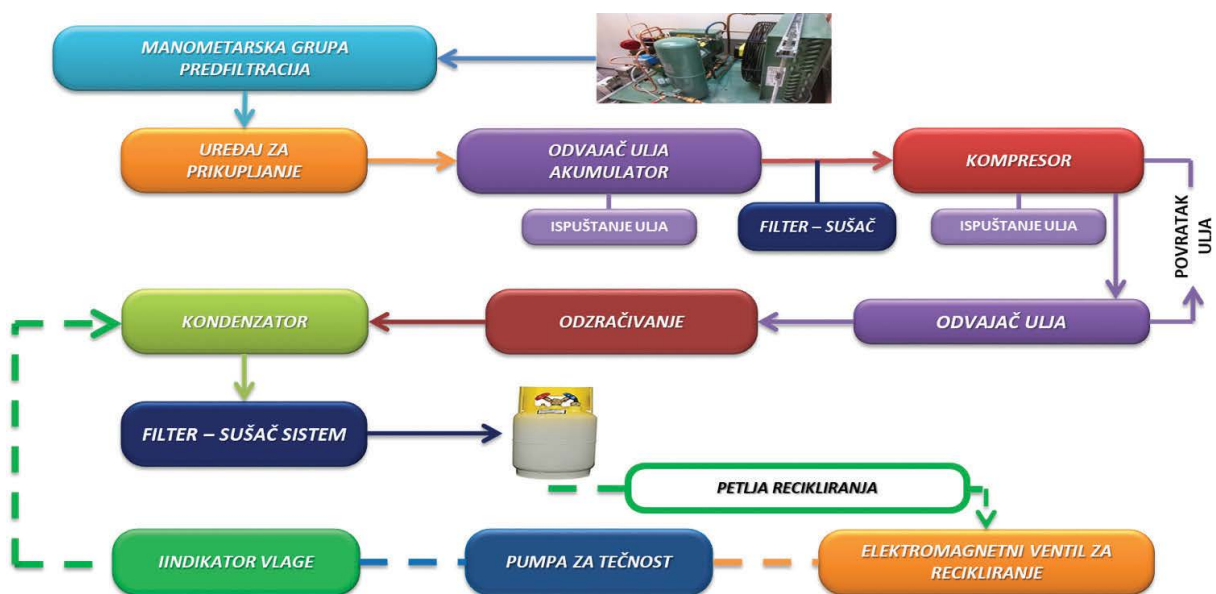 MANOMETARSKA GRUPA
PREDFILTRACIJA
UREĐAJ ZA
PRIKUPLJANJE
ODVAJAČ ULJA
AKUMULATOR
KOMPRESOR
ISPUŠTANJE ULJA
FILTER – SUŠAČ
ISPUŠTANJE ULJA
POVRATAK
ULJA
KONDENZATOR
ODZRAČIVANJE
ODVAJAČ ULJA
FILTER – SUŠAČ SISTEM
PETLJA RECIKLIRANJA
IINDIKATOR VLAGE
PUMPA ZA TEČNOST
ELEKTROMAGNETNI VENTIL ZA
RECIKLIRANJE